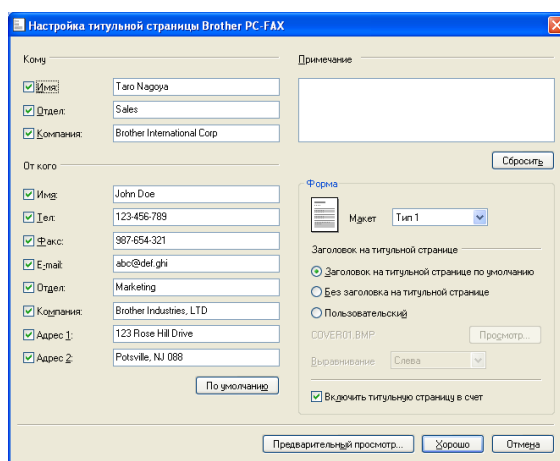 Настройка титульной страницы Brother PC-FAX
Кому
Имя: Taro Nagoya
Отдел: Sales
Компания: Brother International Corp
От кого
Имя: John Doe
Тел: 123-456-789
Факс: 987-654-321
E-mail: abc@def.ghi
Отдел: Marketing
Компания: Brother Industries, LTD
Адрес 1: 123 Rose Hill Drive
Адрес 2: Potsville, NJ 088
По умолчанию
Примечание
Сбросить
Форма
Макет Тип 1
Заголовок на титульной странице
Заголовок на титульной странице по умолчанию
Без заголовка на титульной странице
Пользовательский
COVER01.BMP Просмотр...
Выравнивание Слева
Включить титульную страницу в счет
Предварительный просмотр... Хорошо Отмена